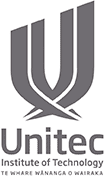 Unitec
Institute of Technology
TE WHARE WĀNANGA O WAIRAKA